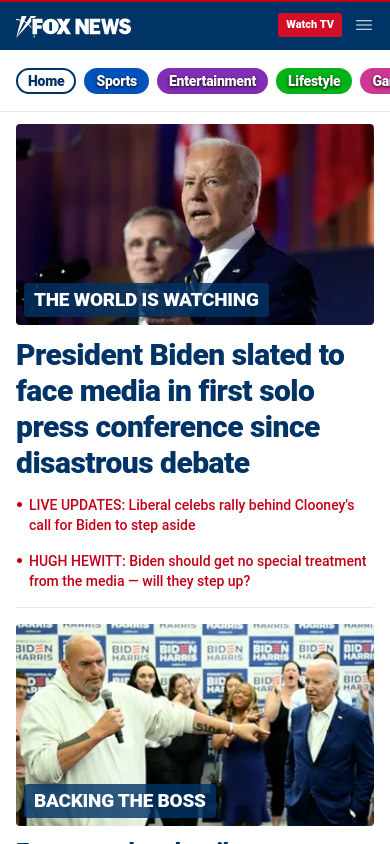 FOX NEWS
Watch TV
Home
Sports
Entertainment
Lifestyle
THE WORLD IS WATCHING
President Biden slated to
face media in first solo
press conference since
disastrous debate
• LIVE UPDATES: Liberal celebs rally behind Clooney's
call for Biden to step aside
• HUGH HEWITT: Biden should get no special treatment
from the media — will they step up?
BIDEN
HARRIS
BACKING THE BOSS